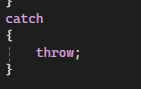 }
catch
{
throw;
}